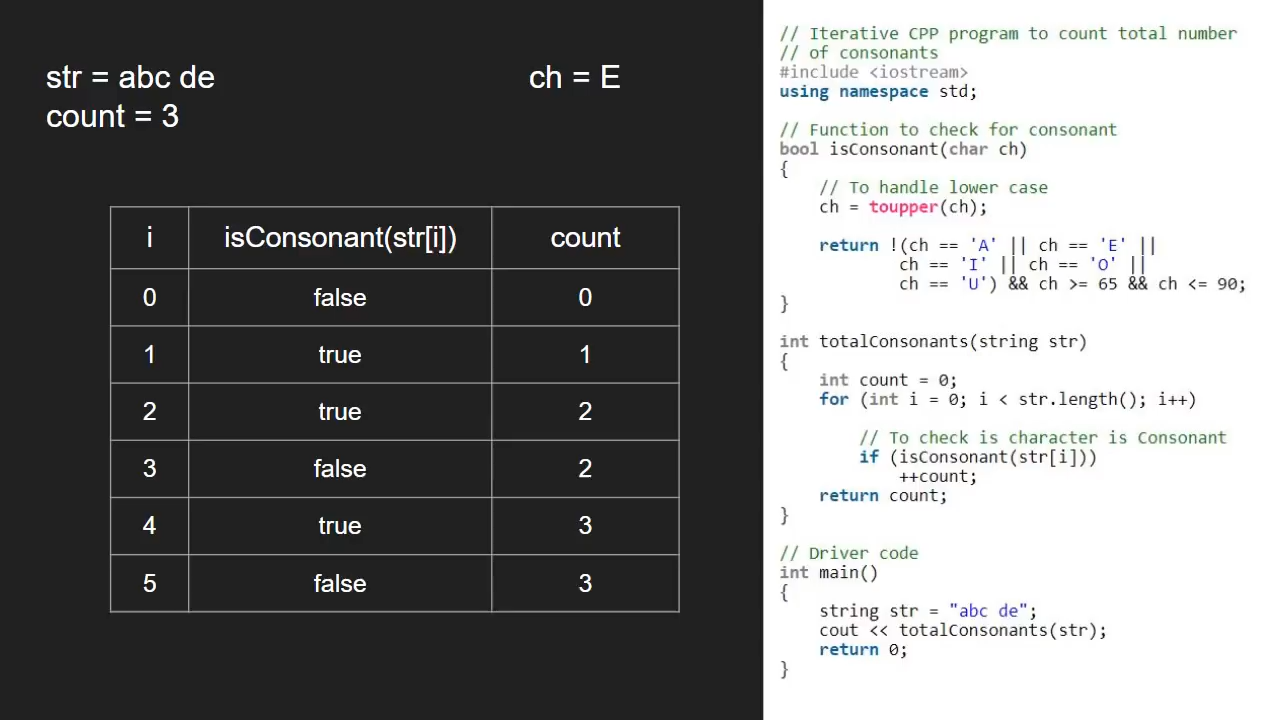 str = abc de
count = 3
ch = E
i isConsonant(str[i]) count
0 false 0
1 true 1
2 true 2
3 false 2
4 true 3
5 false 3
// Iterative CPP program to count total number
// of consonants
#include <iostream>
using namespace std;
// Function to check for consonant
bool isConsonant(char ch)
{
// To handle lower case
ch = toupper(ch);
return !(ch == 'A' || ch == 'E' ||
ch == 'I' || ch == 'O' ||
ch == 'U') && ch >= 65 && ch <= 90;
}
int totalConsonants(string str)
{
int count = 0;
for (int i = 0; i < str.length(); i++)
// To check is character is Consonant
if (isConsonant(str[i]))
++count;
return count;
}
// Driver code
int main()
{
string str = "abc de";
cout << totalConsonants(str);
return 0;
}